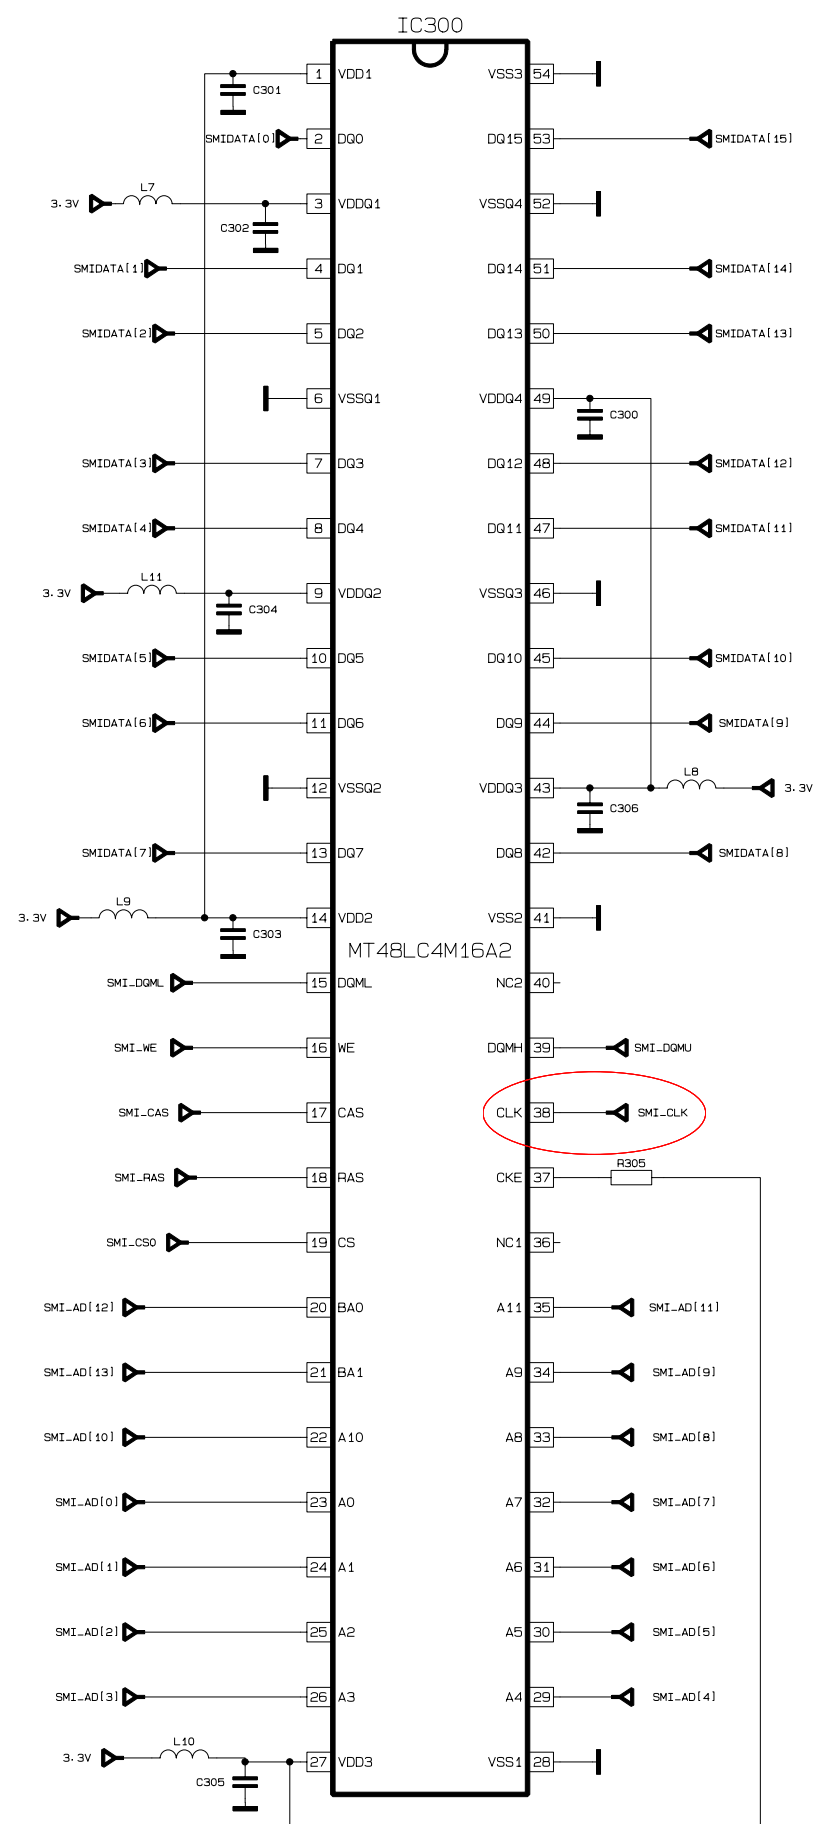 IC300
1 VDD1 C301 VSS3 54
SMIDATA[0] 2 DQ0 DQ15 53 SMIDATA[15]
3.3V L7 C302 3 VDDQ1 VSSQ4 52
SMIDATA[1] 4 DQ1 DQ14 51 SMIDATA[14]
SMIDATA[2] 5 DQ2 DQ13 50 SMIDATA[13]
6 VSSQ1 VDDQ4 49 C300
SMIDATA[3] 7 DQ3 DQ12 48 SMIDATA[12]
SMIDATA[4] 8 DQ4 DQ11 47 SMIDATA[11]
3.3V L11 C304 9 VDDQ2 VSSQ3 46
SMIDATA[5] 10 DQ5 DQ10 45 SMIDATA[10]
SMIDATA[6] 11 DQ6 DQ9 44 SMIDATA[9]
12 VSSQ2 VDDQ3 43 C306 L8 3.3V
SMIDATA[7] 13 DQ7 DQ8 42 SMIDATA[8]
3.3V L9 C303 14 VDD2 VSS2 41
MT48LC4M16A2
SMI_DQML 15 DQML NC2 40
SMI_WE 16 WE DQMH 39 SMI_DQMU
SMI_CAS 17 CAS CLK 38 SMI_CLK
SMI_RAS 18 RAS CKE 37 R305
SMI_CS0 19 CS NC1 36
SMI_AD[12] 20 BA0 A11 35 SMI_AD[11]
SMI_AD[13] 21 BA1 A9 34 SMI_AD[9]
SMI_AD[10] 22 A10 A8 33 SMI_AD[8]
SMI_AD[0] 23 A0 A7 32 SMI_AD[7]
SMI_AD[1] 24 A1 A6 31 SMI_AD[6]
SMI_AD[2] 25 A2 A5 30 SMI_AD[5]
SMI_AD[3] 26 A3 A4 29 SMI_AD[4]
3.3V L10 C305 27 VDD3 VSS1 28